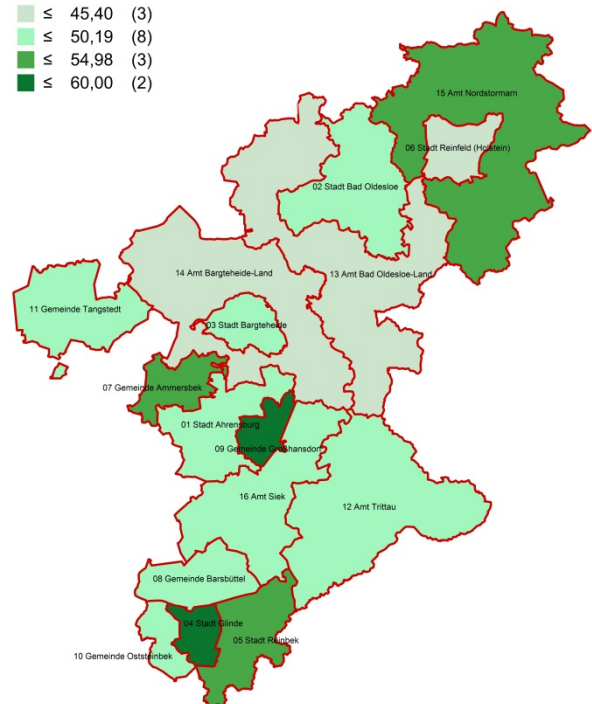 ≤ 45,40 (3)
≤ 50,19 (8)
≤ 54,98 (3)
≤ 60,00 (2)
15 Amt Nordstormarn
06 Stadt Reinfeld (Holstein)
02 Stadt Bad Oldesloe
14 Amt Bargteheide-Land
13 Amt Bad Oldesloe-Land
11 Gemeinde Tangstedt
03 Stadt Bargteheide
07 Gemeinde Ammersbek
01 Stadt Ahrensburg
09 Gemeinde Großhansdorf
16 Amt Siek
12 Amt Trittau
08 Gemeinde Barsbüttel
04 Stadt Glinde
05 Stadt Reinbek
10 Gemeinde Oststeinbek